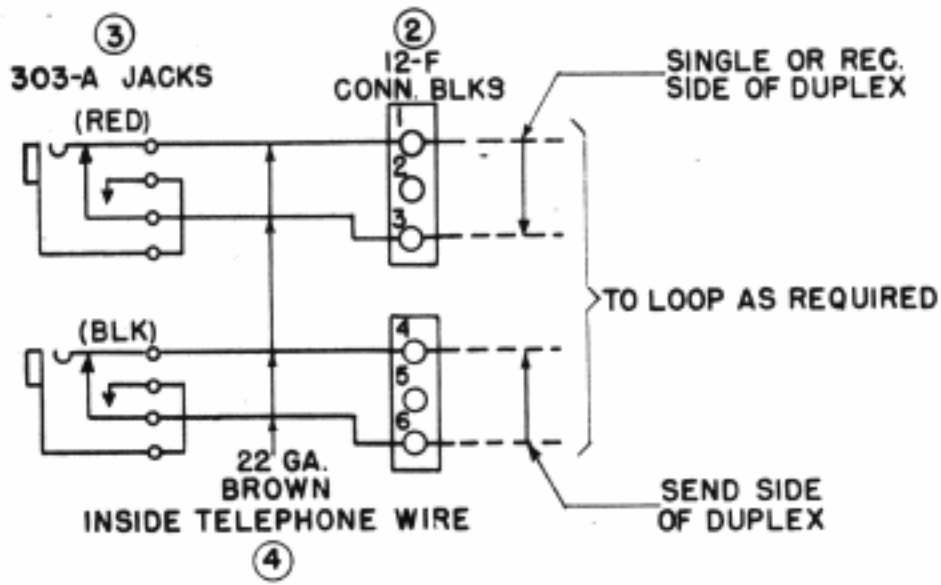 ③
303-A JACKS
②
12-F
CONN. BLKS
SINGLE OR REC.
SIDE OF DUPLEX
(RED)
1
2
3
TO LOOP AS REQUIRED
(BLK)
4
5
6
22 GA.
BROWN
INSIDE TELEPHONE WIRE
④
SEND SIDE
OF DUPLEX